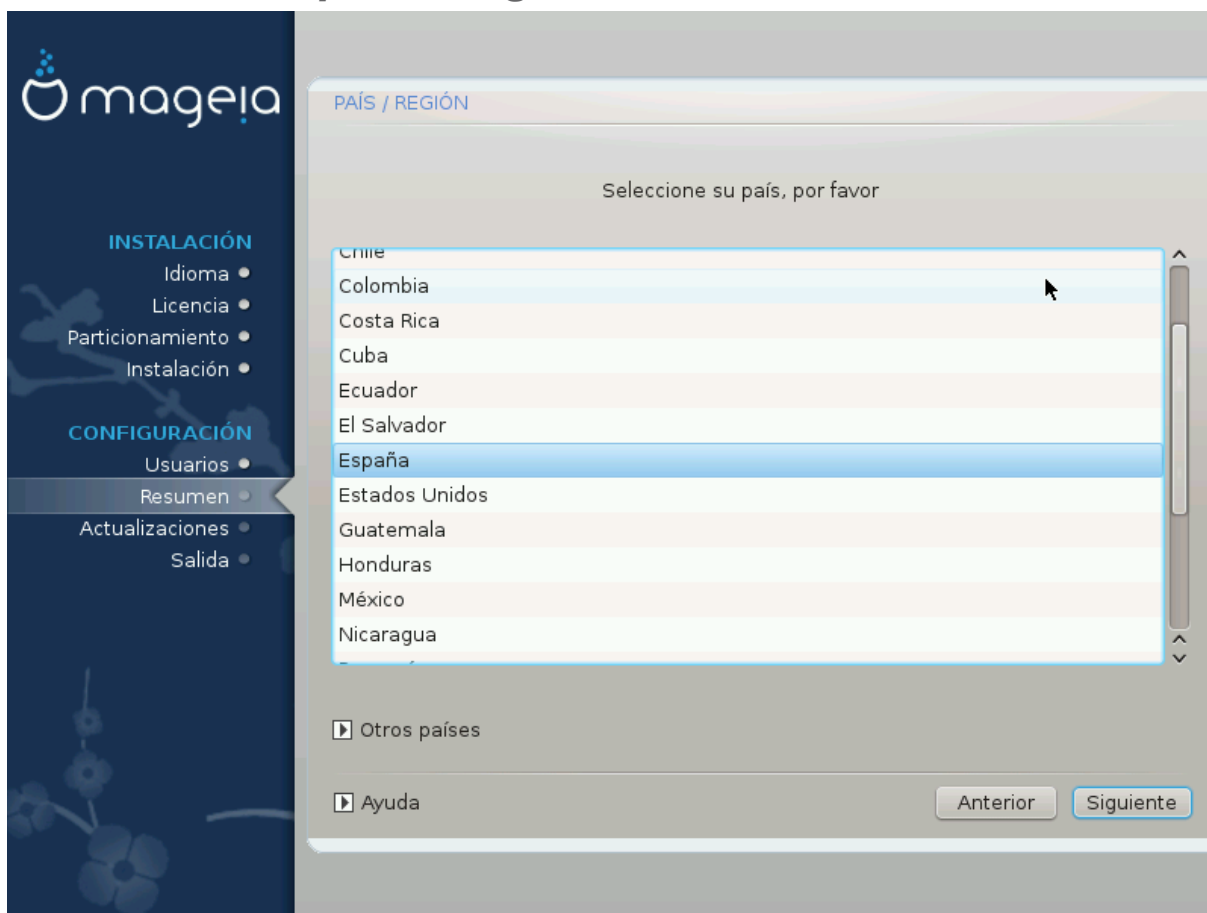 mageia
INSTALACIÓN
Idioma
Licencia
Particionamiento
Instalación
CONFIGURACIÓN
Usuarios
Resumen
Actualizaciones
Salida
PAÍS / REGIÓN
Seleccione su país, por favor
Chile
Colombia
Costa Rica
Cuba
Ecuador
El Salvador
España
Estados Unidos
Guatemala
Honduras
México
Nicaragua
Otros países
Ayuda
Anterior
Siguiente